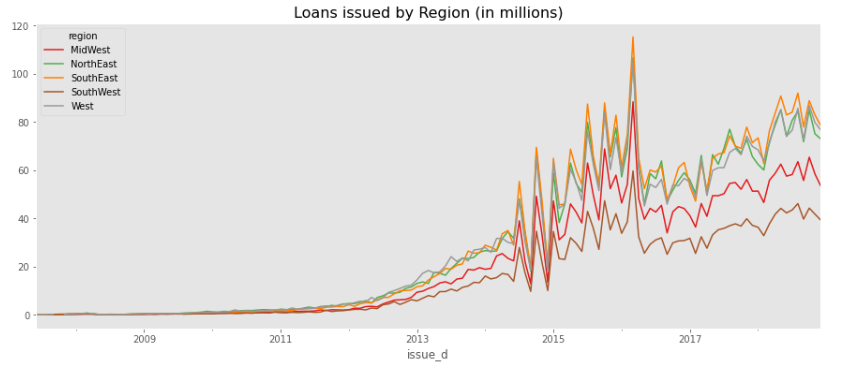 Loans issued by Region (in millions)
120
100
80
60
40
20
0
region
MidWest
NorthEast
SouthEast
SouthWest
West
2009
2011
2013
2015
2017
issue_d